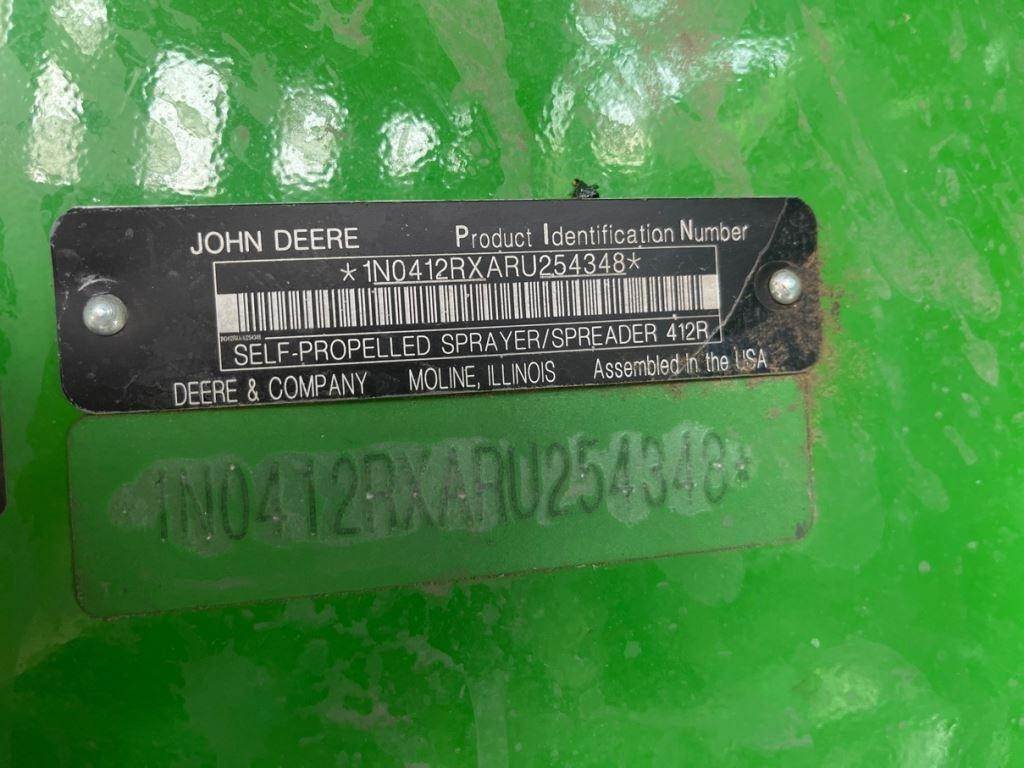 JOHN DEERE Product Identification Number
*1N0412RXARU254348*
SELF-PROPELLED SPRAYER/SPREADER 412R
DEERE & COMPANY MOLINE, ILLINOIS Assembled In the USA
1N0412RXARU254348*